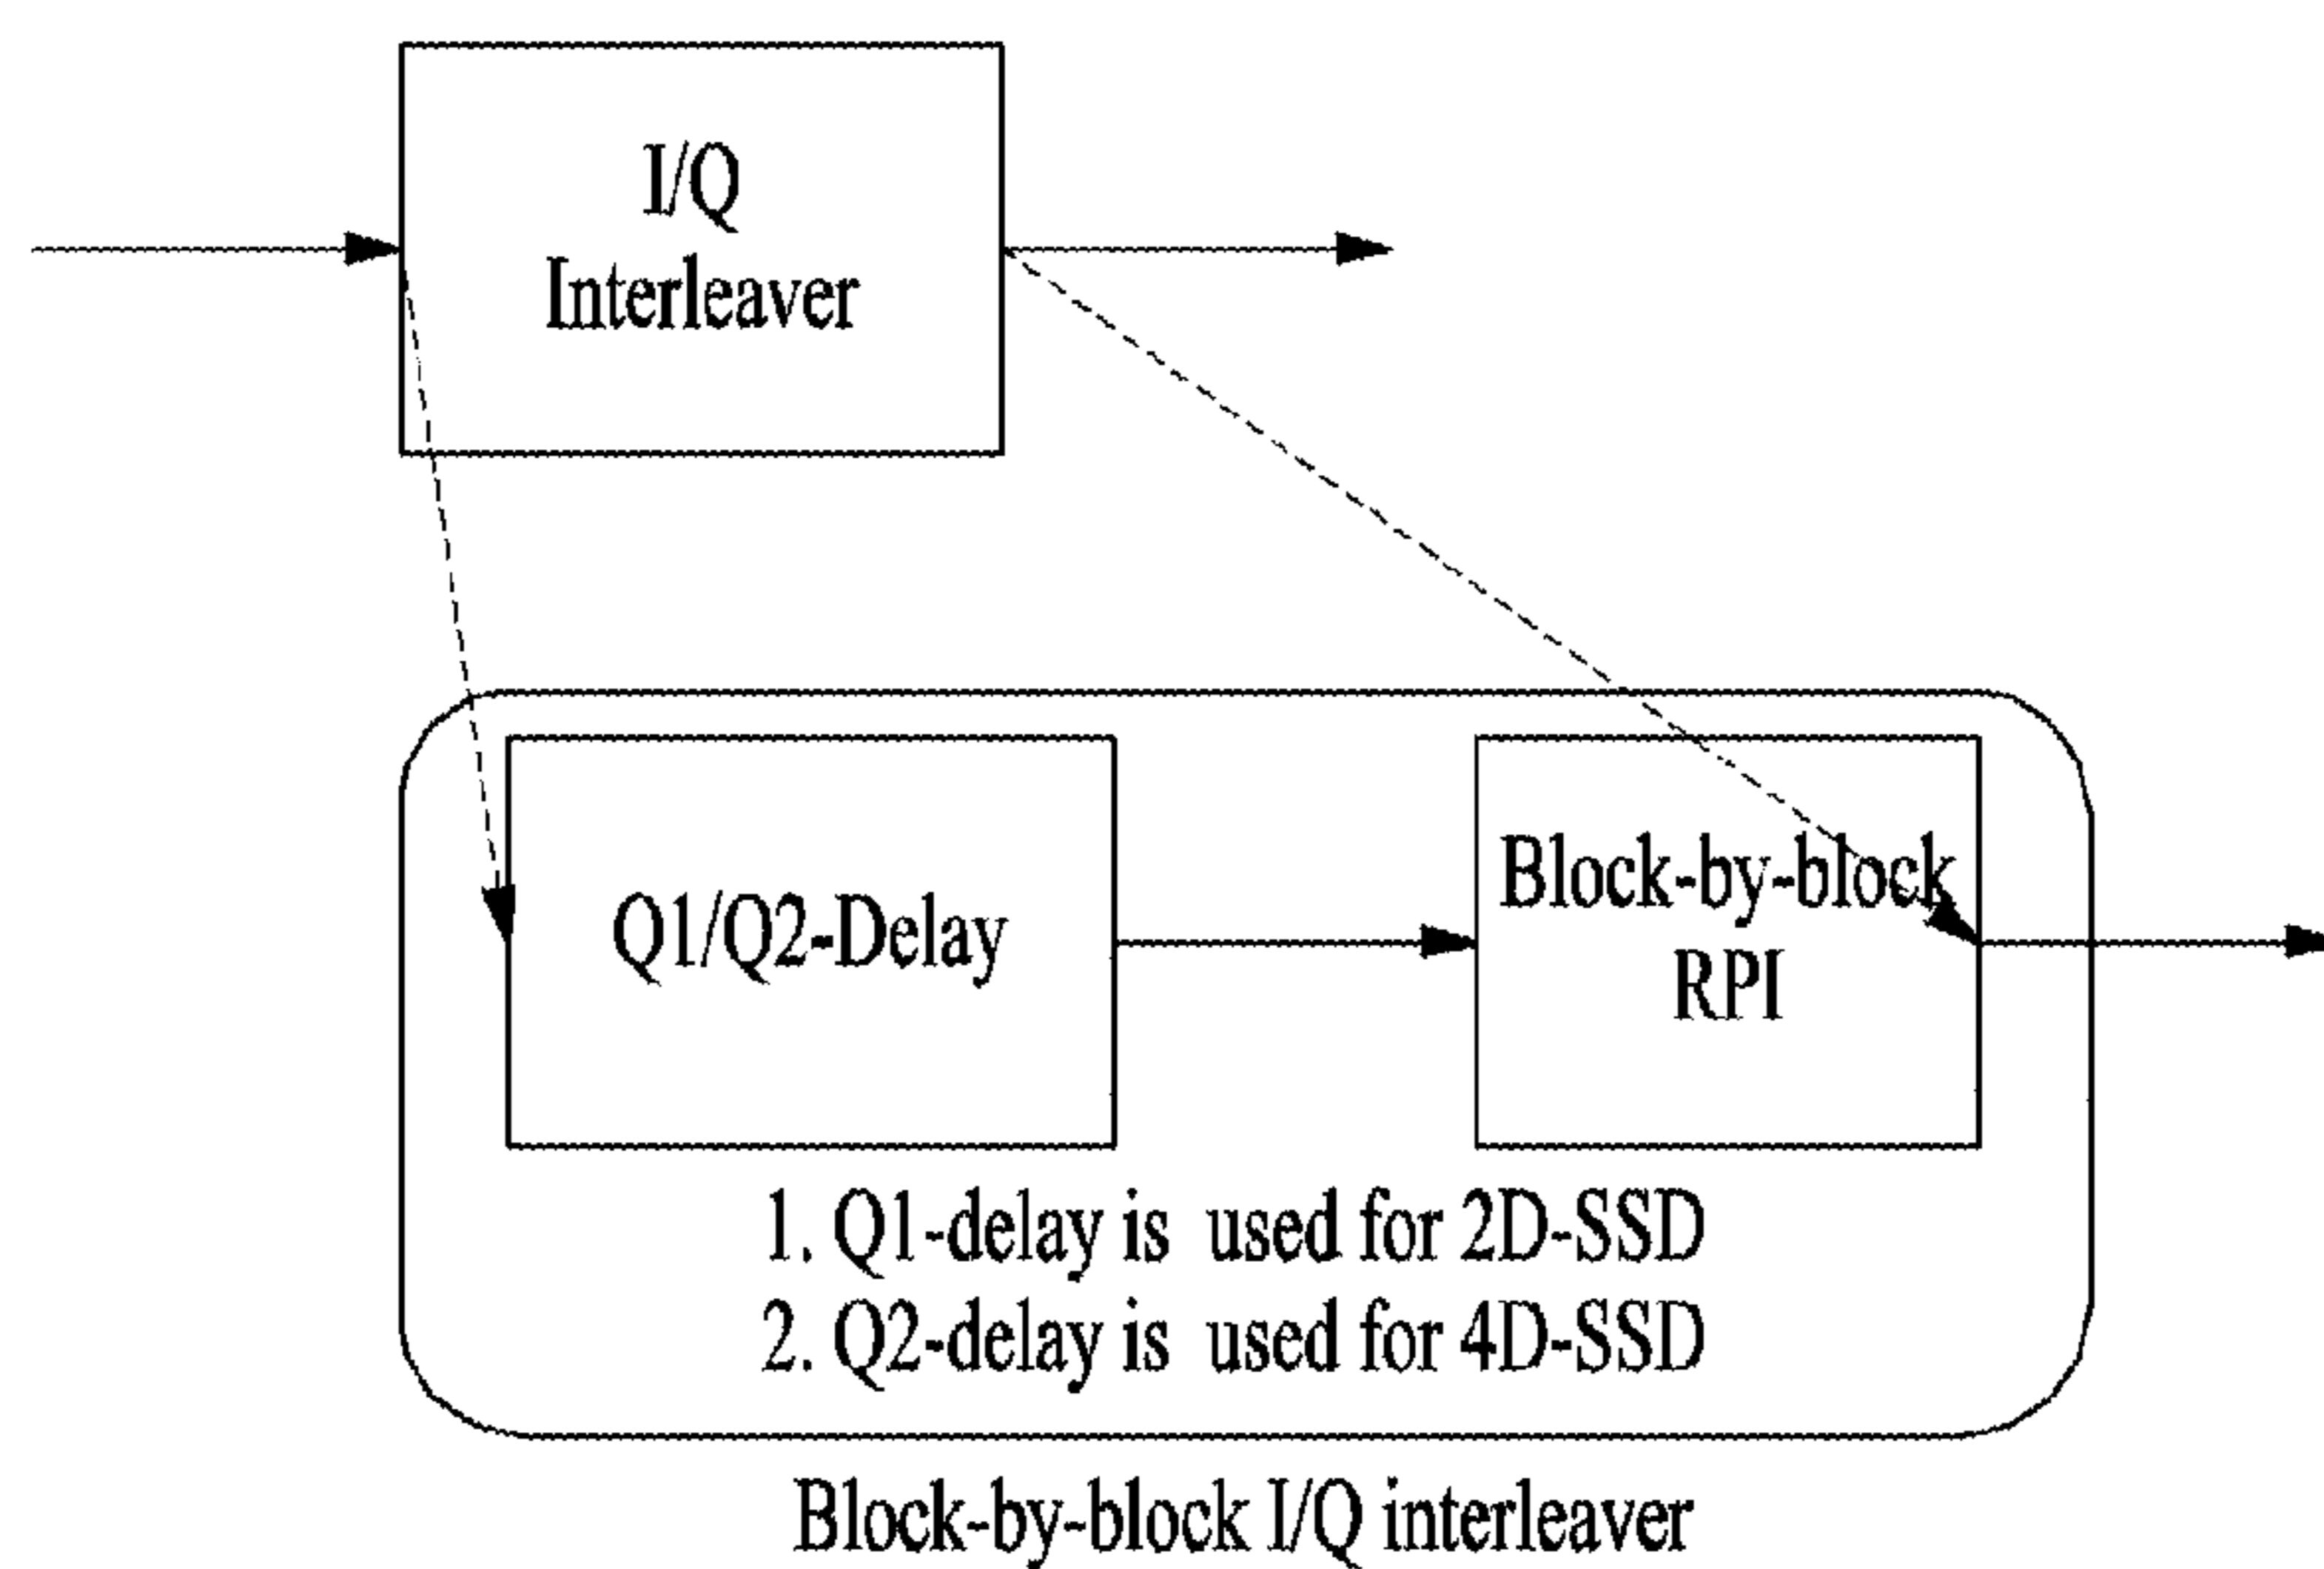 I/Q
Interleaver
Q1/Q2-Delay
Block-by-block
RPI
1. Q1-delay is used for 2D-SSD
2. Q2-delay is used for 4D-SSD
Block-by-block I/Q interleaver